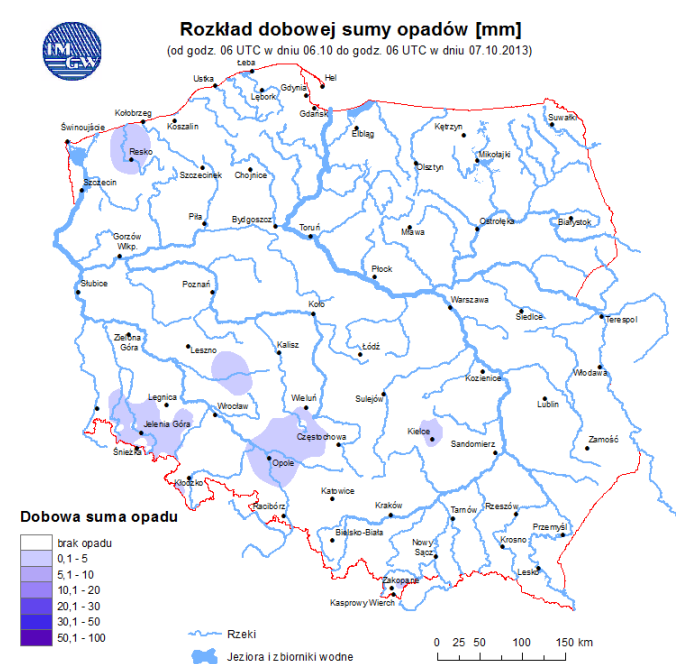 IM
GW
Rozkład dobowej sumy opadów [mm]
(od godz. 06 UTC w dniu 06.10 do godz. 06 UTC w dniu 07.10.2013)
Łeba
Ustka
Hel
Gdynia
Lębork
Gdańsk
Kołobrzeg
Koszalin
Świnoujście
Elbląg
Kętrzyn
Suwałki
Resko
Mikołajki
Olsztyn
Szczecinek
Chojnice
Szczecin
Piła
Bydgoszcz
Toruń
Mława
Ostrołęka
Białystok
Gorzów
Wlkp.
Płock
Słubice
Poznań
Koło
Warszawa
Siedlce
Terespol
Zielona
Góra
Leszno
Kalisz
Łódź
Kozienice
Włodawa
Legnica
Wrocław
Wieluń
Sulejów
Lublin
Jelenia Góra
Częstochowa
Kielce
Sandomierz
Zamość
Śnieżka
Opole
Kłodzko
Katowice
Racibórz
Kraków
Tarnów
Rzeszów
Bielsko-Biała
Nowy
Sącz
Krosno
Przemyśl
Lesko
Zakopane
Kasprowy Wierch
Dobowa suma opadu
brak opadu
0,1 - 5
5,1 - 10
10,1 - 20
20,1 - 30
30,1 - 50
50,1 - 100
Rzeki
Jeziora i zbiorniki wodne
0 25 50 100 150 km